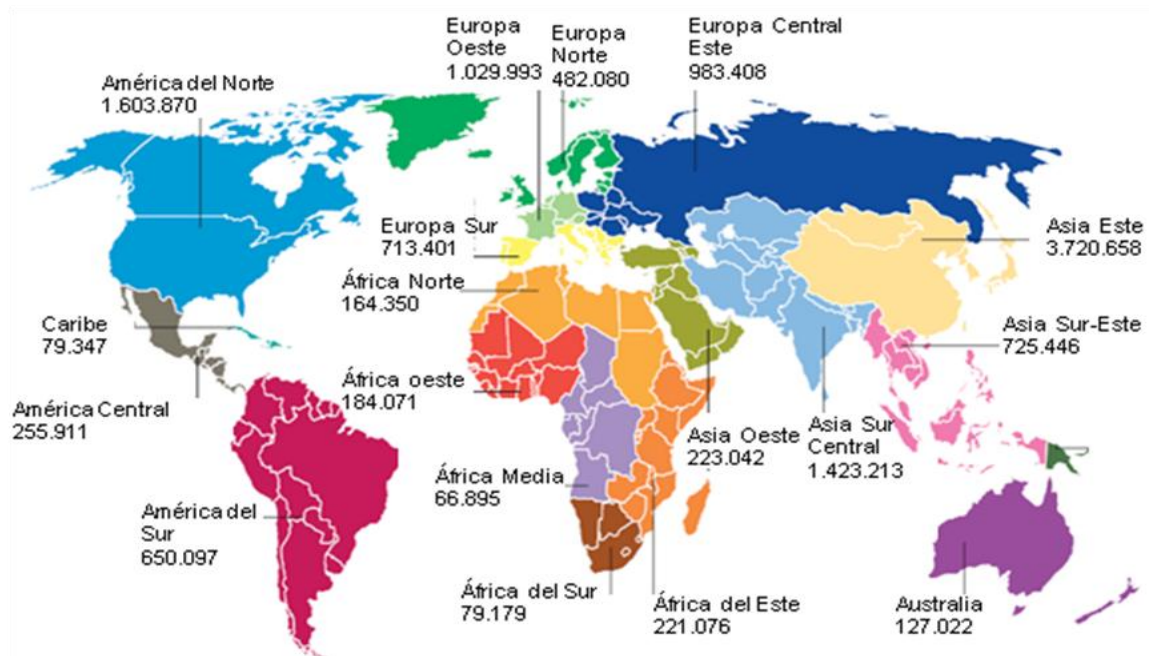 Europa
Oeste
1.029.993
Europa
Norte
482.080
Europa Central
Este
983.408
América del Norte
1.603.870
Europa Sur
713.401
Asia Este
3.720.658
África Norte
164.350
Caribe
79.347
Asia Sur-Este
725.446
África oeste
184.071
América Central
255.911
Asia Oeste
223.042
Asia Sur
Central
1.423.213
África Media
66.895
América del
Sur
650.097
África del Sur
79.179
África del Este
221.076
Australia
127.022